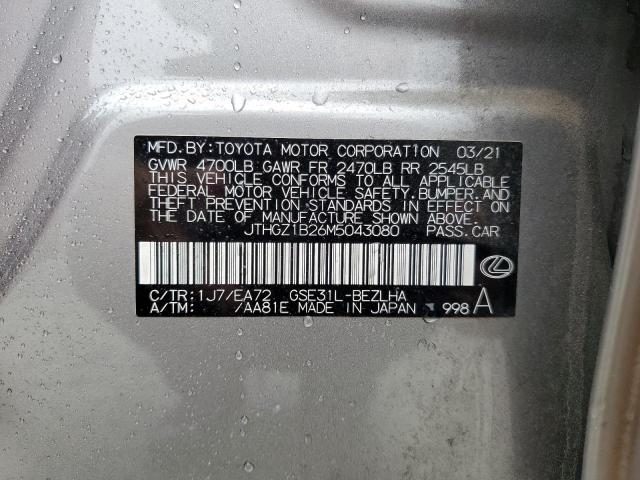 MFD. BY: TOYOTA MOTOR CORPORATION 03/21
GVWR 4700LB GAWR FR 2470LB RR 2545LB
THIS VEHICLE CONFORMS TO ALL APPLICABLE
FEDERAL MOTOR VEHICLE SAFETY, BUMPER, AND
THEFT PREVENTION STANDARDS IN EFFECT ON
THE DATE OF MANUFACTURE SHOWN ABOVE.
JTHGZ1B26M5043080 PASS.CAR
C/TR: 1J7/EA72 GSE31L-BEZLHA
A/TM: /AA81E MADE IN JAPAN 998 A